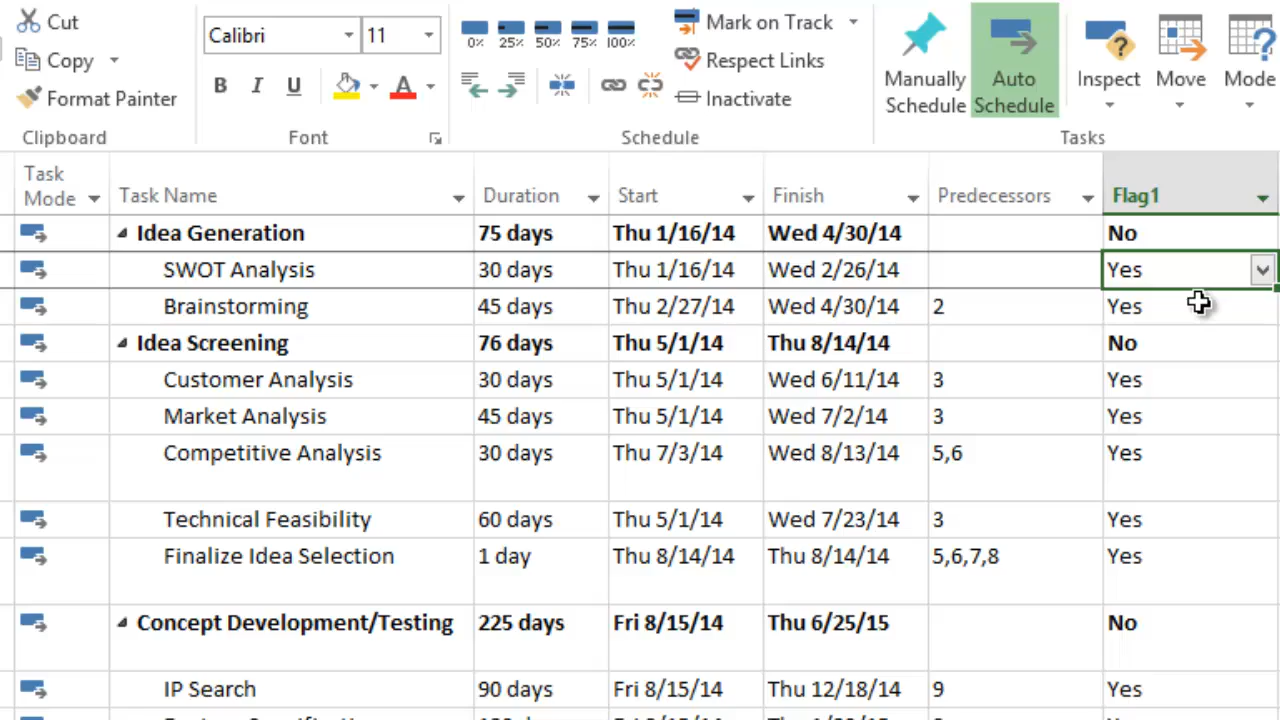 Cut
Copy
Format Painter
Clipboard
Calibri 11
B I U A
Font
0% 25% 50% 75% 100%
Mark on Track
Respect Links
Inactivate
Schedule
Manually
Schedule
Auto
Schedule
Inspect
Move
Mode
Tasks
Task
Mode Task Name Duration Start Finish Predecessors Flag1
Idea Generation 75 days Thu 1/16/14 Wed 4/30/14 No
SWOT Analysis 30 days Thu 1/16/14 Wed 2/26/14 Yes
Brainstorming 45 days Thu 2/27/14 Wed 4/30/14 2 Yes
Idea Screening 76 days Thu 5/1/14 Thu 8/14/14 No
Customer Analysis 30 days Thu 5/1/14 Wed 6/11/14 3 Yes
Market Analysis 45 days Thu 5/1/14 Wed 7/2/14 3 Yes
Competitive Analysis 30 days Thu 7/3/14 Wed 8/13/14 5,6 Yes
Technical Feasibility 60 days Thu 5/1/14 Wed 7/23/14 3 Yes
Finalize Idea Selection 1 day Thu 8/14/14 Thu 8/14/14 5,6,7,8 Yes
Concept Development/Testing 225 days Fri 8/15/14 Thu 6/25/15 No
IP Search 90 days Fri 8/15/14 Thu 12/18/14 9 Yes